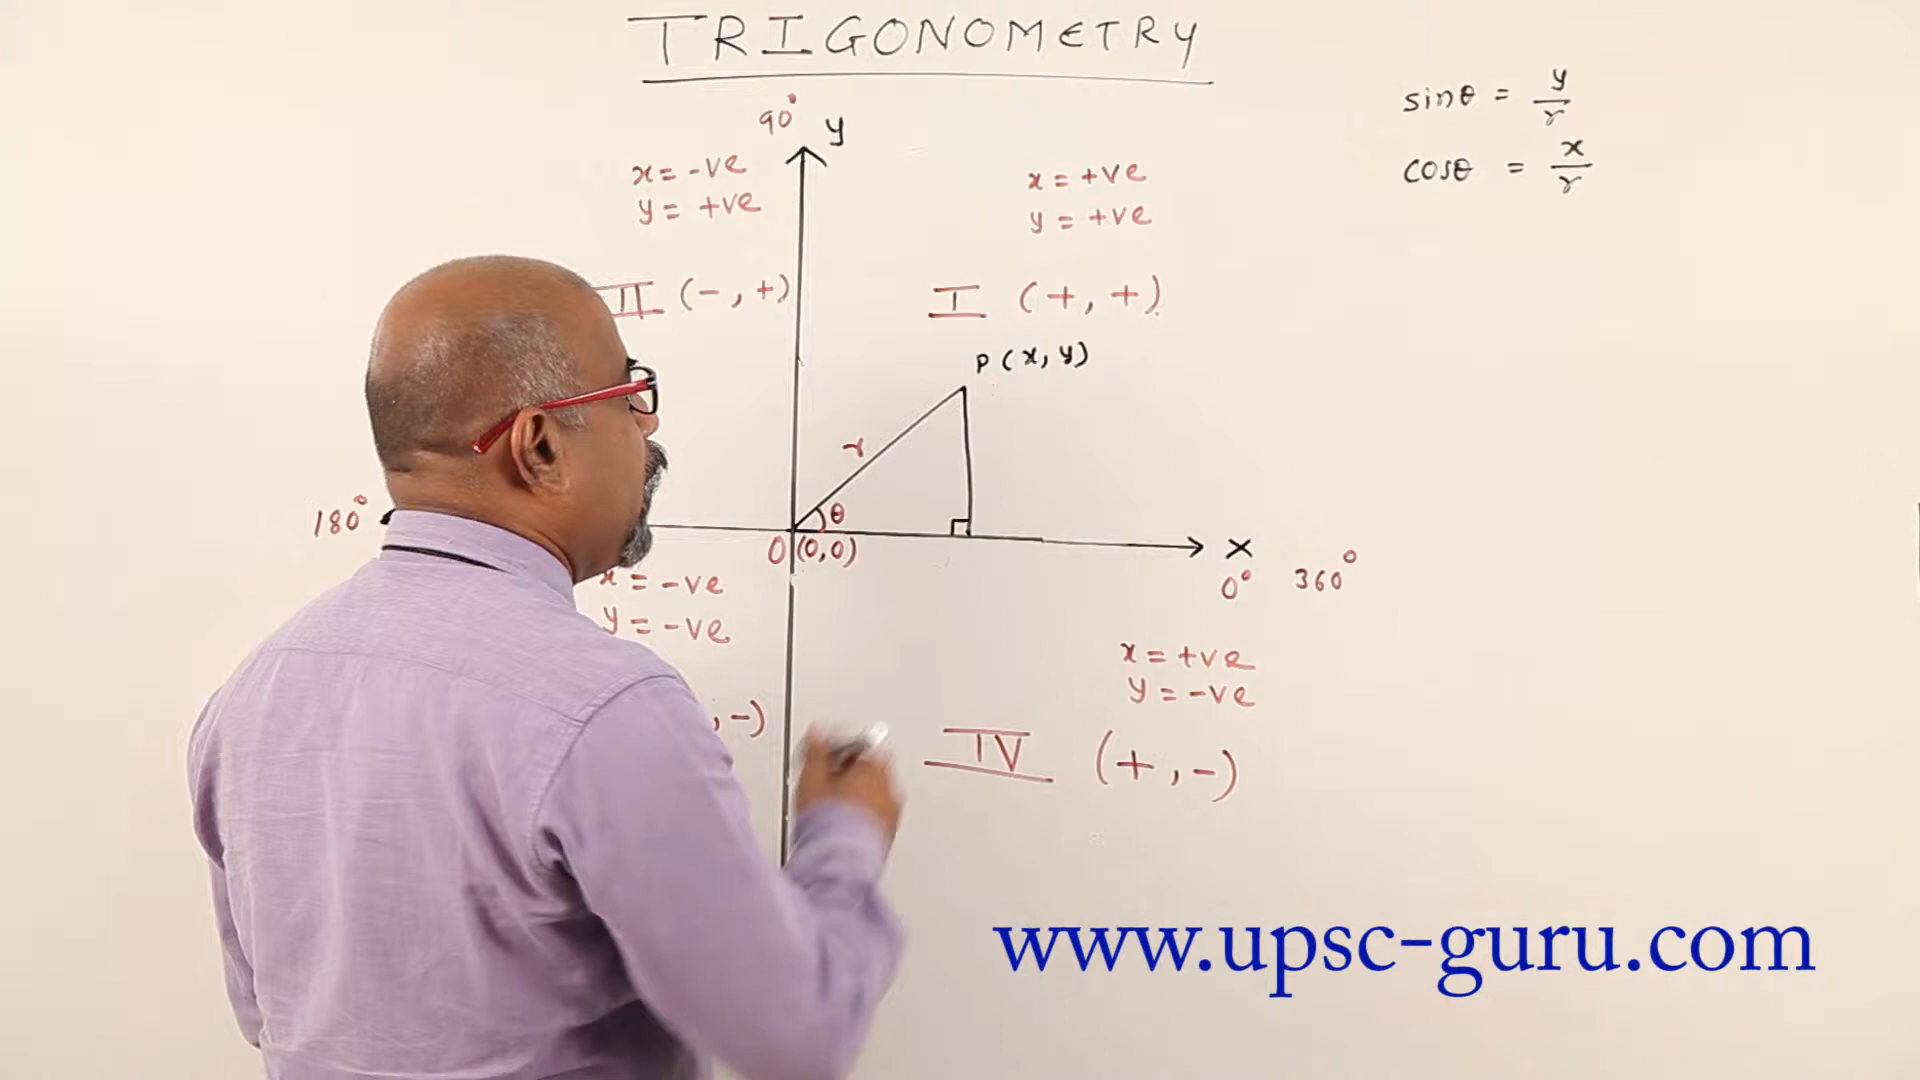 TRIGONOMETRY
90°
y
x = -ve
y = +ve
x = +ve
y = +ve
sinθ = y/r
cosθ = x/r
II (-, +)
I (+, +)
P (x, y)
r
θ
180°
O (0,0)
X
0° 360°
x = -ve
y = -ve
x = +ve
y = -ve
, -)
IV (+, -)
www.upsc-guru.com